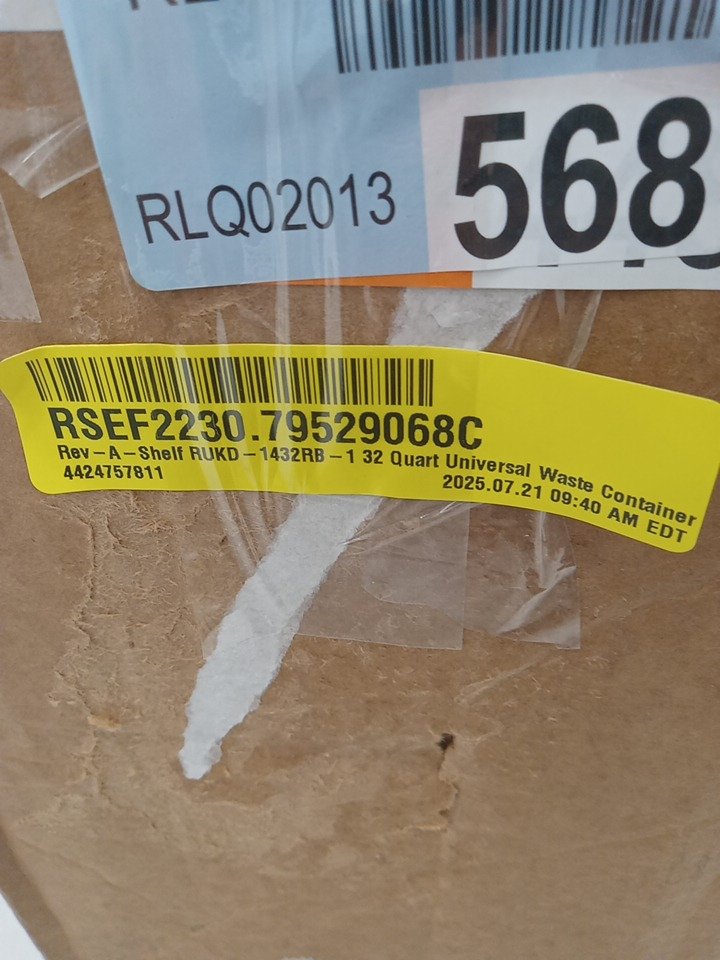 RLQ02013
568
RSEF2230.79529068C
Rev-A-Shelf RUKD-1432RB-1 32 Quart Universal Waste Container
4424757811
2025.07.21 09:40 AM EDT